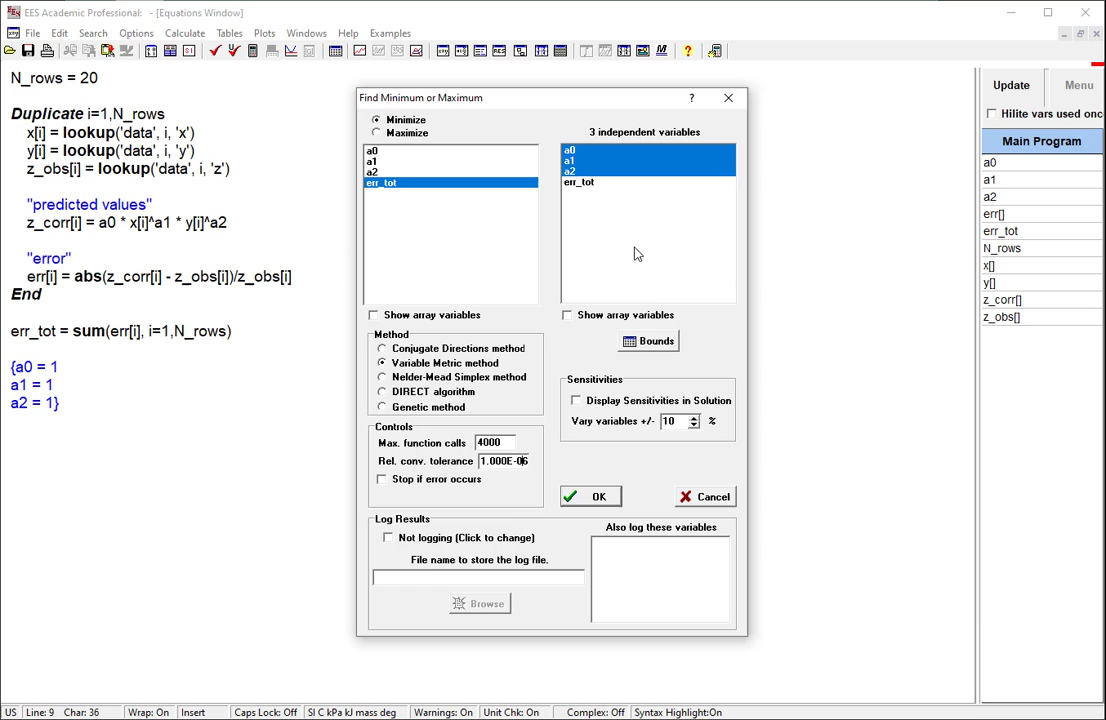 EES Academic Professional: - [Equations Window]
File Edit Search Options Calculate Tables Plots Windows Help Examples
N_rows = 20
Duplicate i=1,N_rows
x[i] = lookup('data', i, 'x')
y[i] = lookup('data', i, 'y')
z_obs[i] = lookup('data', i, 'z')
"predicted values"
z_corr[i] = a0 * x[i]^a1 * y[i]^a2
"error"
err[i] = abs(z_corr[i] - z_obs[i])/z_obs[i]
End
err_tot = sum(err[i], i=1,N_rows)
{a0 = 1
a1 = 1
a2 = 1}
Find Minimum or Maximum
?
Minimize
Maximize
3 independent variables
a0
a1
a2
err_tot
a0
a1
a2
err_tot
Show array variables
Show array variables
Method
Conjugate Directions method
Variable Metric method
Nelder-Mead Simplex method
DIRECT algorithm
Genetic method
Bounds
Sensitivities
Display Sensitivities in Solution
Vary variables +/- 10 %
Controls
Max. function calls 4000
Rel. conv. tolerance 1.000E-06
Stop if error occurs
OK
Cancel
Log Results
Not logging (Click to change)
File name to store the log file.
Browse
Also log these variables
Update Menu
Hilite vars used onc
Main Program
a0
a1
a2
err[]
err_tot
N_rows
x[]
y[]
z_corr[]
z_obs[]
US Line: 9 Char: 36 Wrap: On Insert Caps Lock: Off SI C kPa kJ mass deg Warnings: On Unit Chk: On Complex: Off Syntax Highlight:On